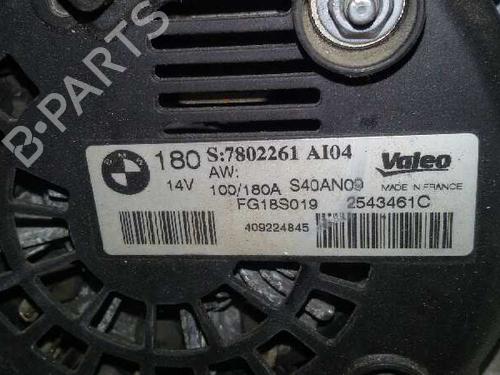 B-PARTS
180 S:7802261 AI04
AW:
Valeo
14V 100/180A S40AN09 MADE IN FRANCE
FG18S019 2543461C
409224845